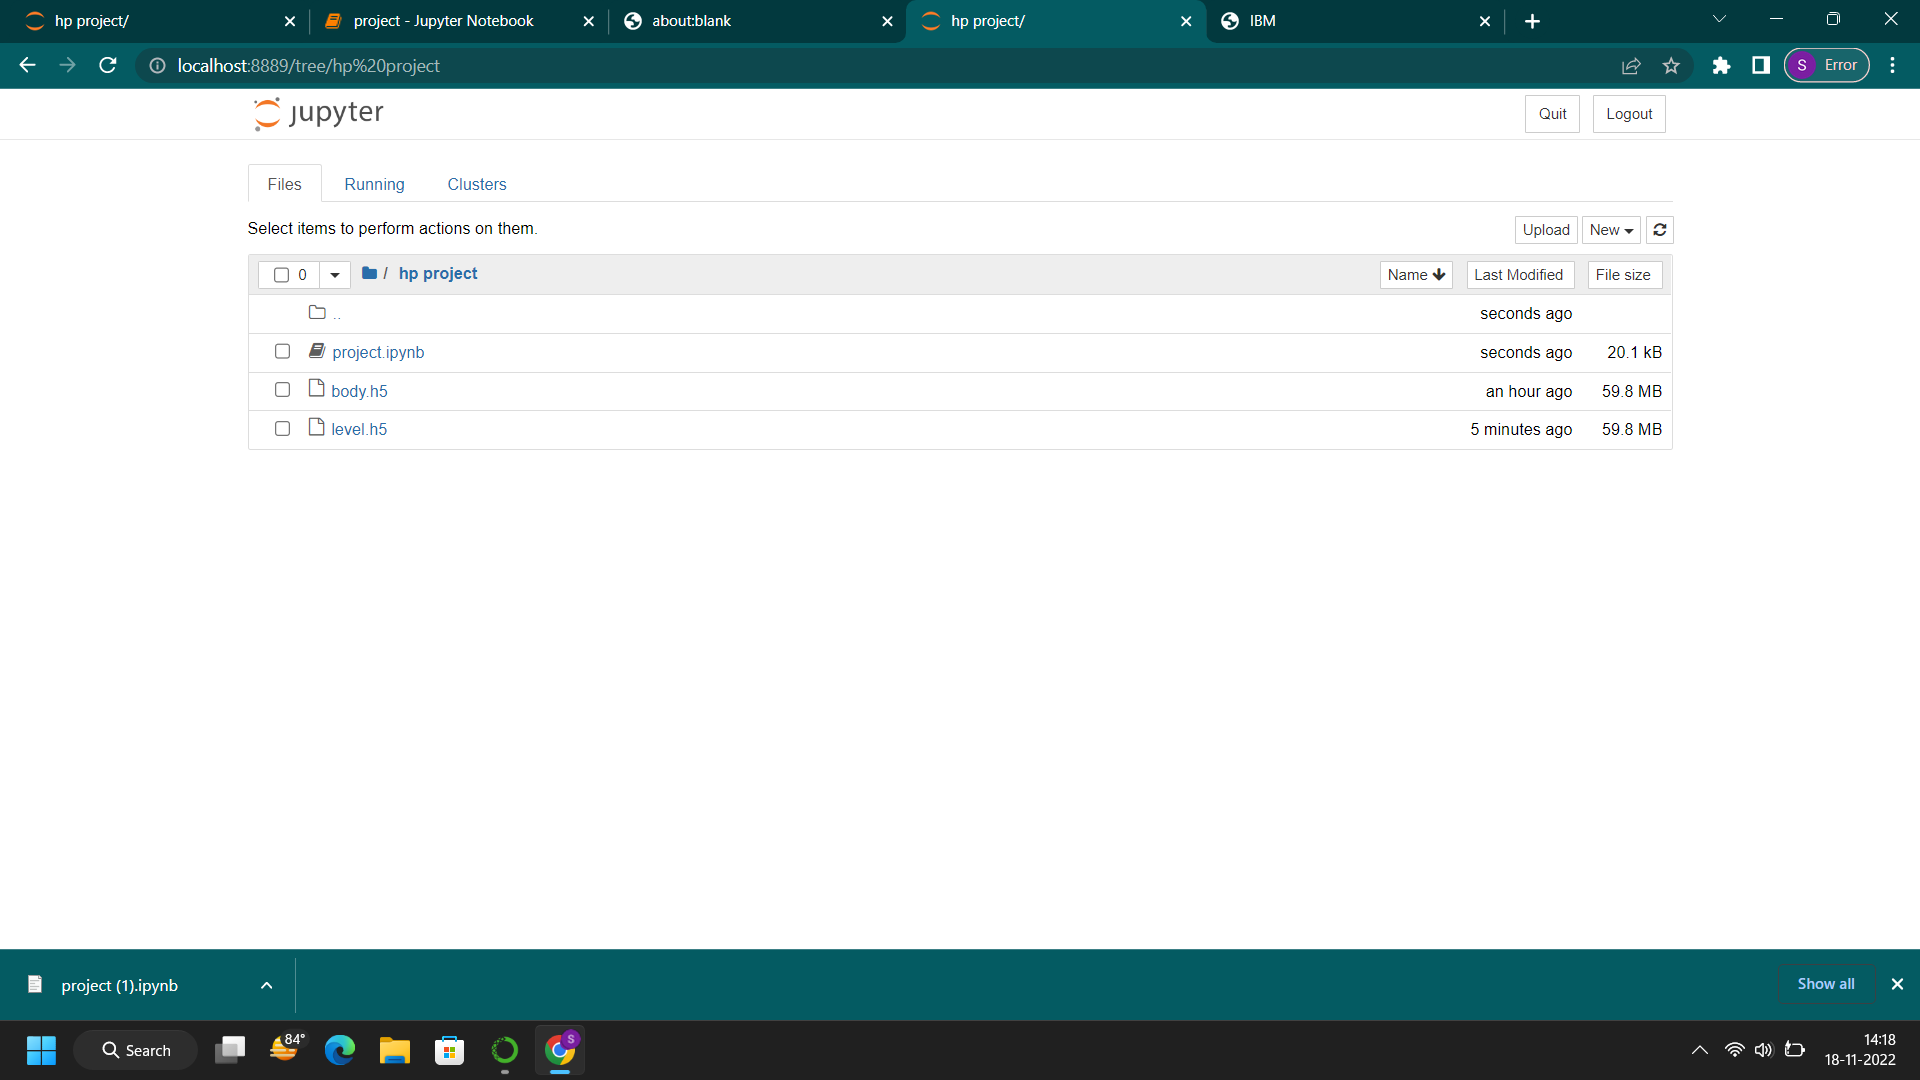 hp project/
project - Jupyter Notebook
about:blank
hp project/
IBM
localhost:8889/tree/hp%20project
S Error
jupyter
Quit Logout
Files Running Clusters
Select items to perform actions on them.
Upload New
0 / hp project
Name Last Modified File size
.. seconds ago
project.ipynb seconds ago 20.1 kB
body.h5 an hour ago 59.8 MB
level.h5 5 minutes ago 59.8 MB
project (1).ipynb
Show all
Search
84°
S
14:18
18-11-2022